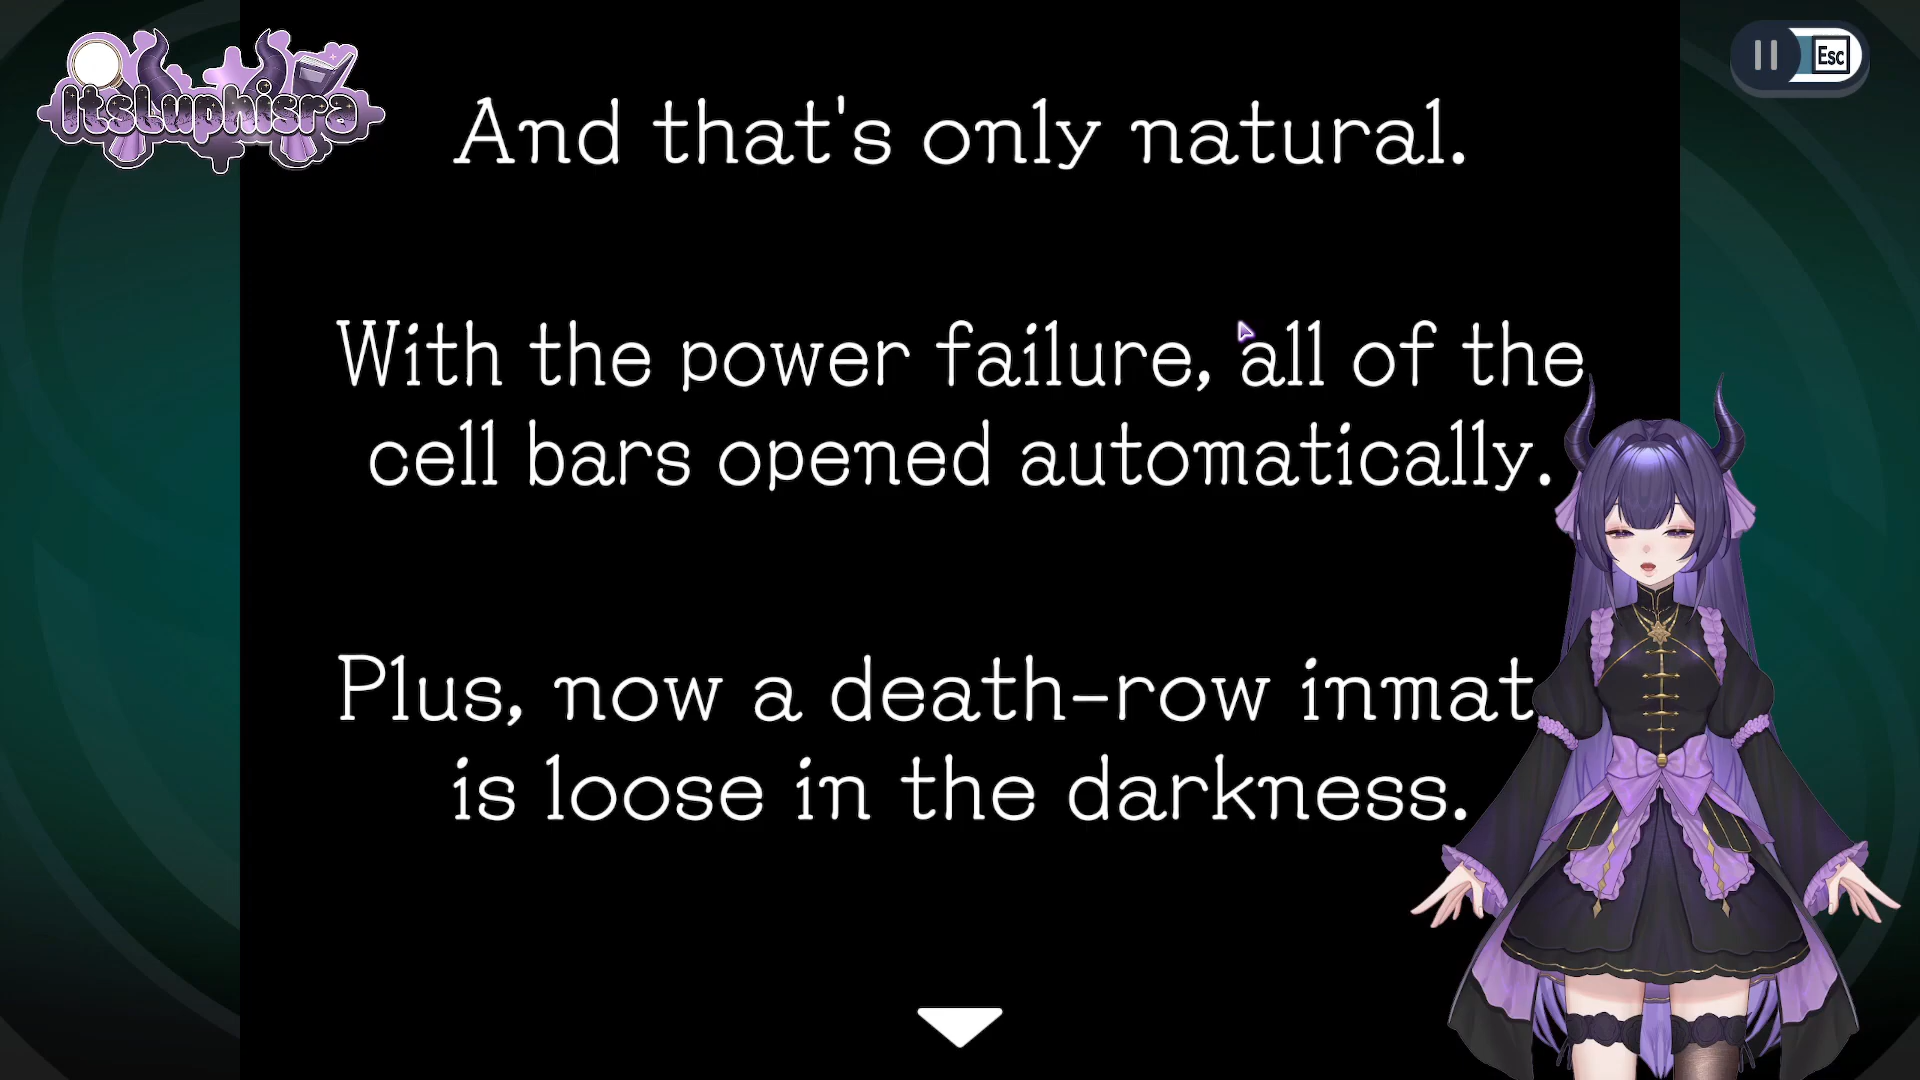 ItsLuphisra
Esc
And that's only natural.
With the power failure, all of the
cell bars opened automatically.
Plus, now a death-row inmat
is loose in the darkness.